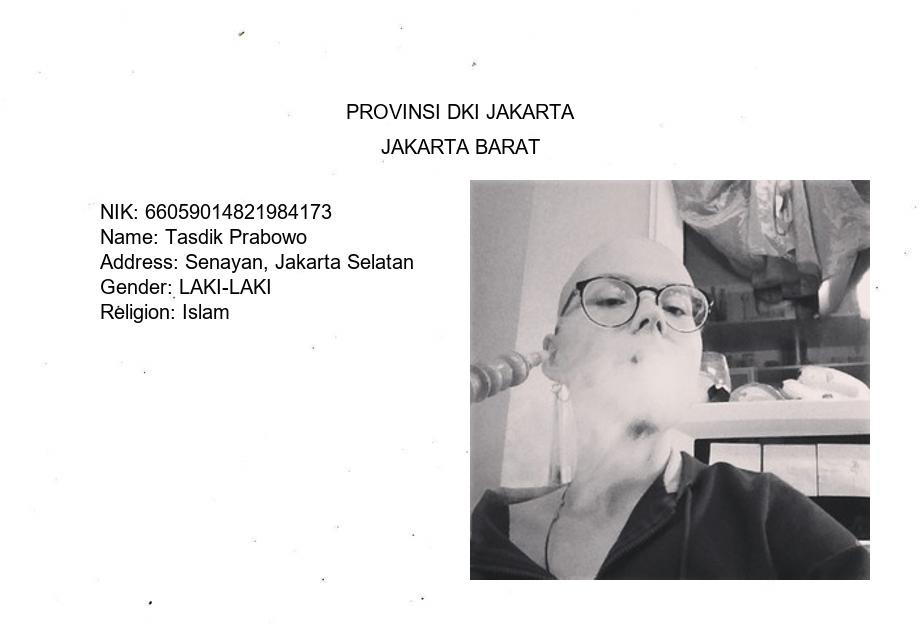 PROVINSI DKI JAKARTA
JAKARTA BARAT
NIK: 66059014821984173
Name: Tasdik Prabowo
Address: Senayan, Jakarta Selatan
Gender: LAKI-LAKI
Religion: Islam